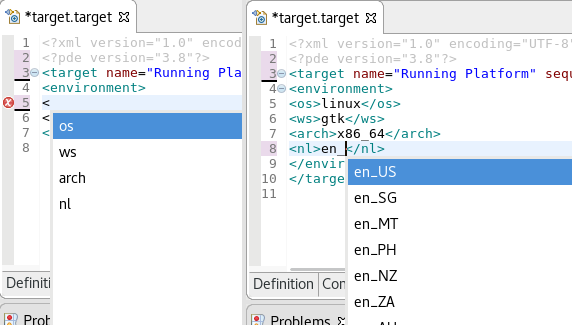 *target.target
1 <?xml version="1.0" encod
2 <?pde version="3.8"?>
3 <target name="Running Pla
4 <environment>
5 <
6 <
7 <
8
os
ws
arch
nl
Definiti
Prob
*target.target
1 <?xml version="1.0" encoding="UTF-8"
2 <?pde version="3.8"?>
3 <target name="Running Platform" sequ
4 <environment>
5 <os>linux</os>
6 <ws>gtk</ws>
7 <arch>x86_64</arch>
8 <nl>en_</nl>
9 </envir
10 </targe
11
en_US
en_SG
en_MT
en_PH
en_NZ
en_ZA
en_AU
Definition Con
Problems